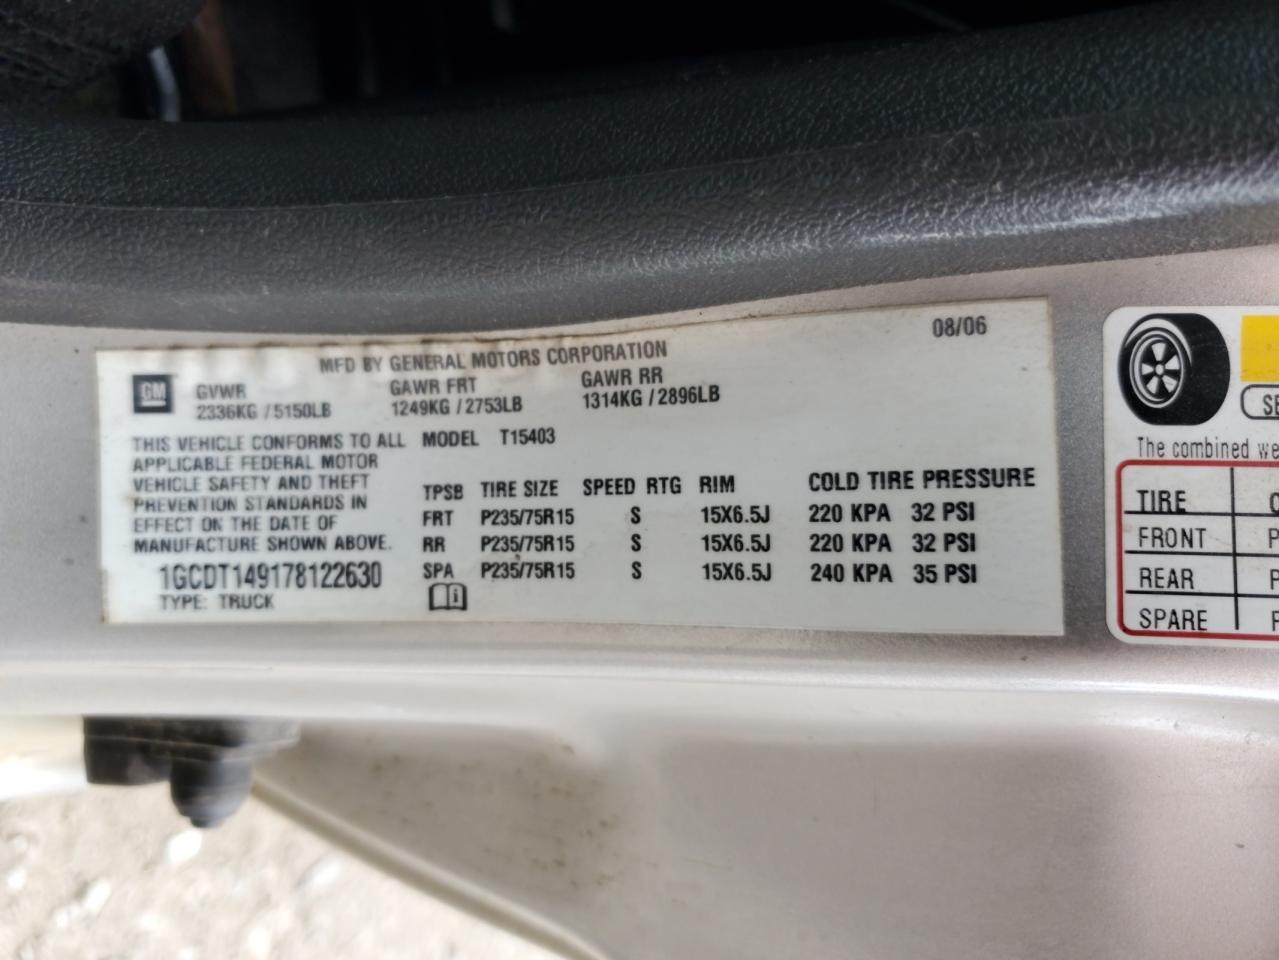 08/06
MFD BY GENERAL MOTORS CORPORATION
GM
GVWR GAWR FRT GAWR RR
2336KG / 5150LB 1249KG / 2753LB 1314KG / 2896LB
THIS VEHICLE CONFORMS TO ALL
APPLICABLE FEDERAL MOTOR
VEHICLE SAFETY AND THEFT
PREVENTION STANDARDS IN
EFFECT ON THE DATE OF
MANUFACTURE SHOWN ABOVE.
1GCDT149178122630
TYPE: TRUCK
MODEL T15403
TPSB TIRE SIZE SPEED RTG RIM COLD TIRE PRESSURE
FRT P235/75R15 S 15X6.5J 220 KPA 32 PSI
RR P235/75R15 S 15X6.5J 220 KPA 32 PSI
SPA P235/75R15 S 15X6.5J 240 KPA 35 PSI
i
SE
The combined we
TIRE
FRONT P
REAR P
SPARE